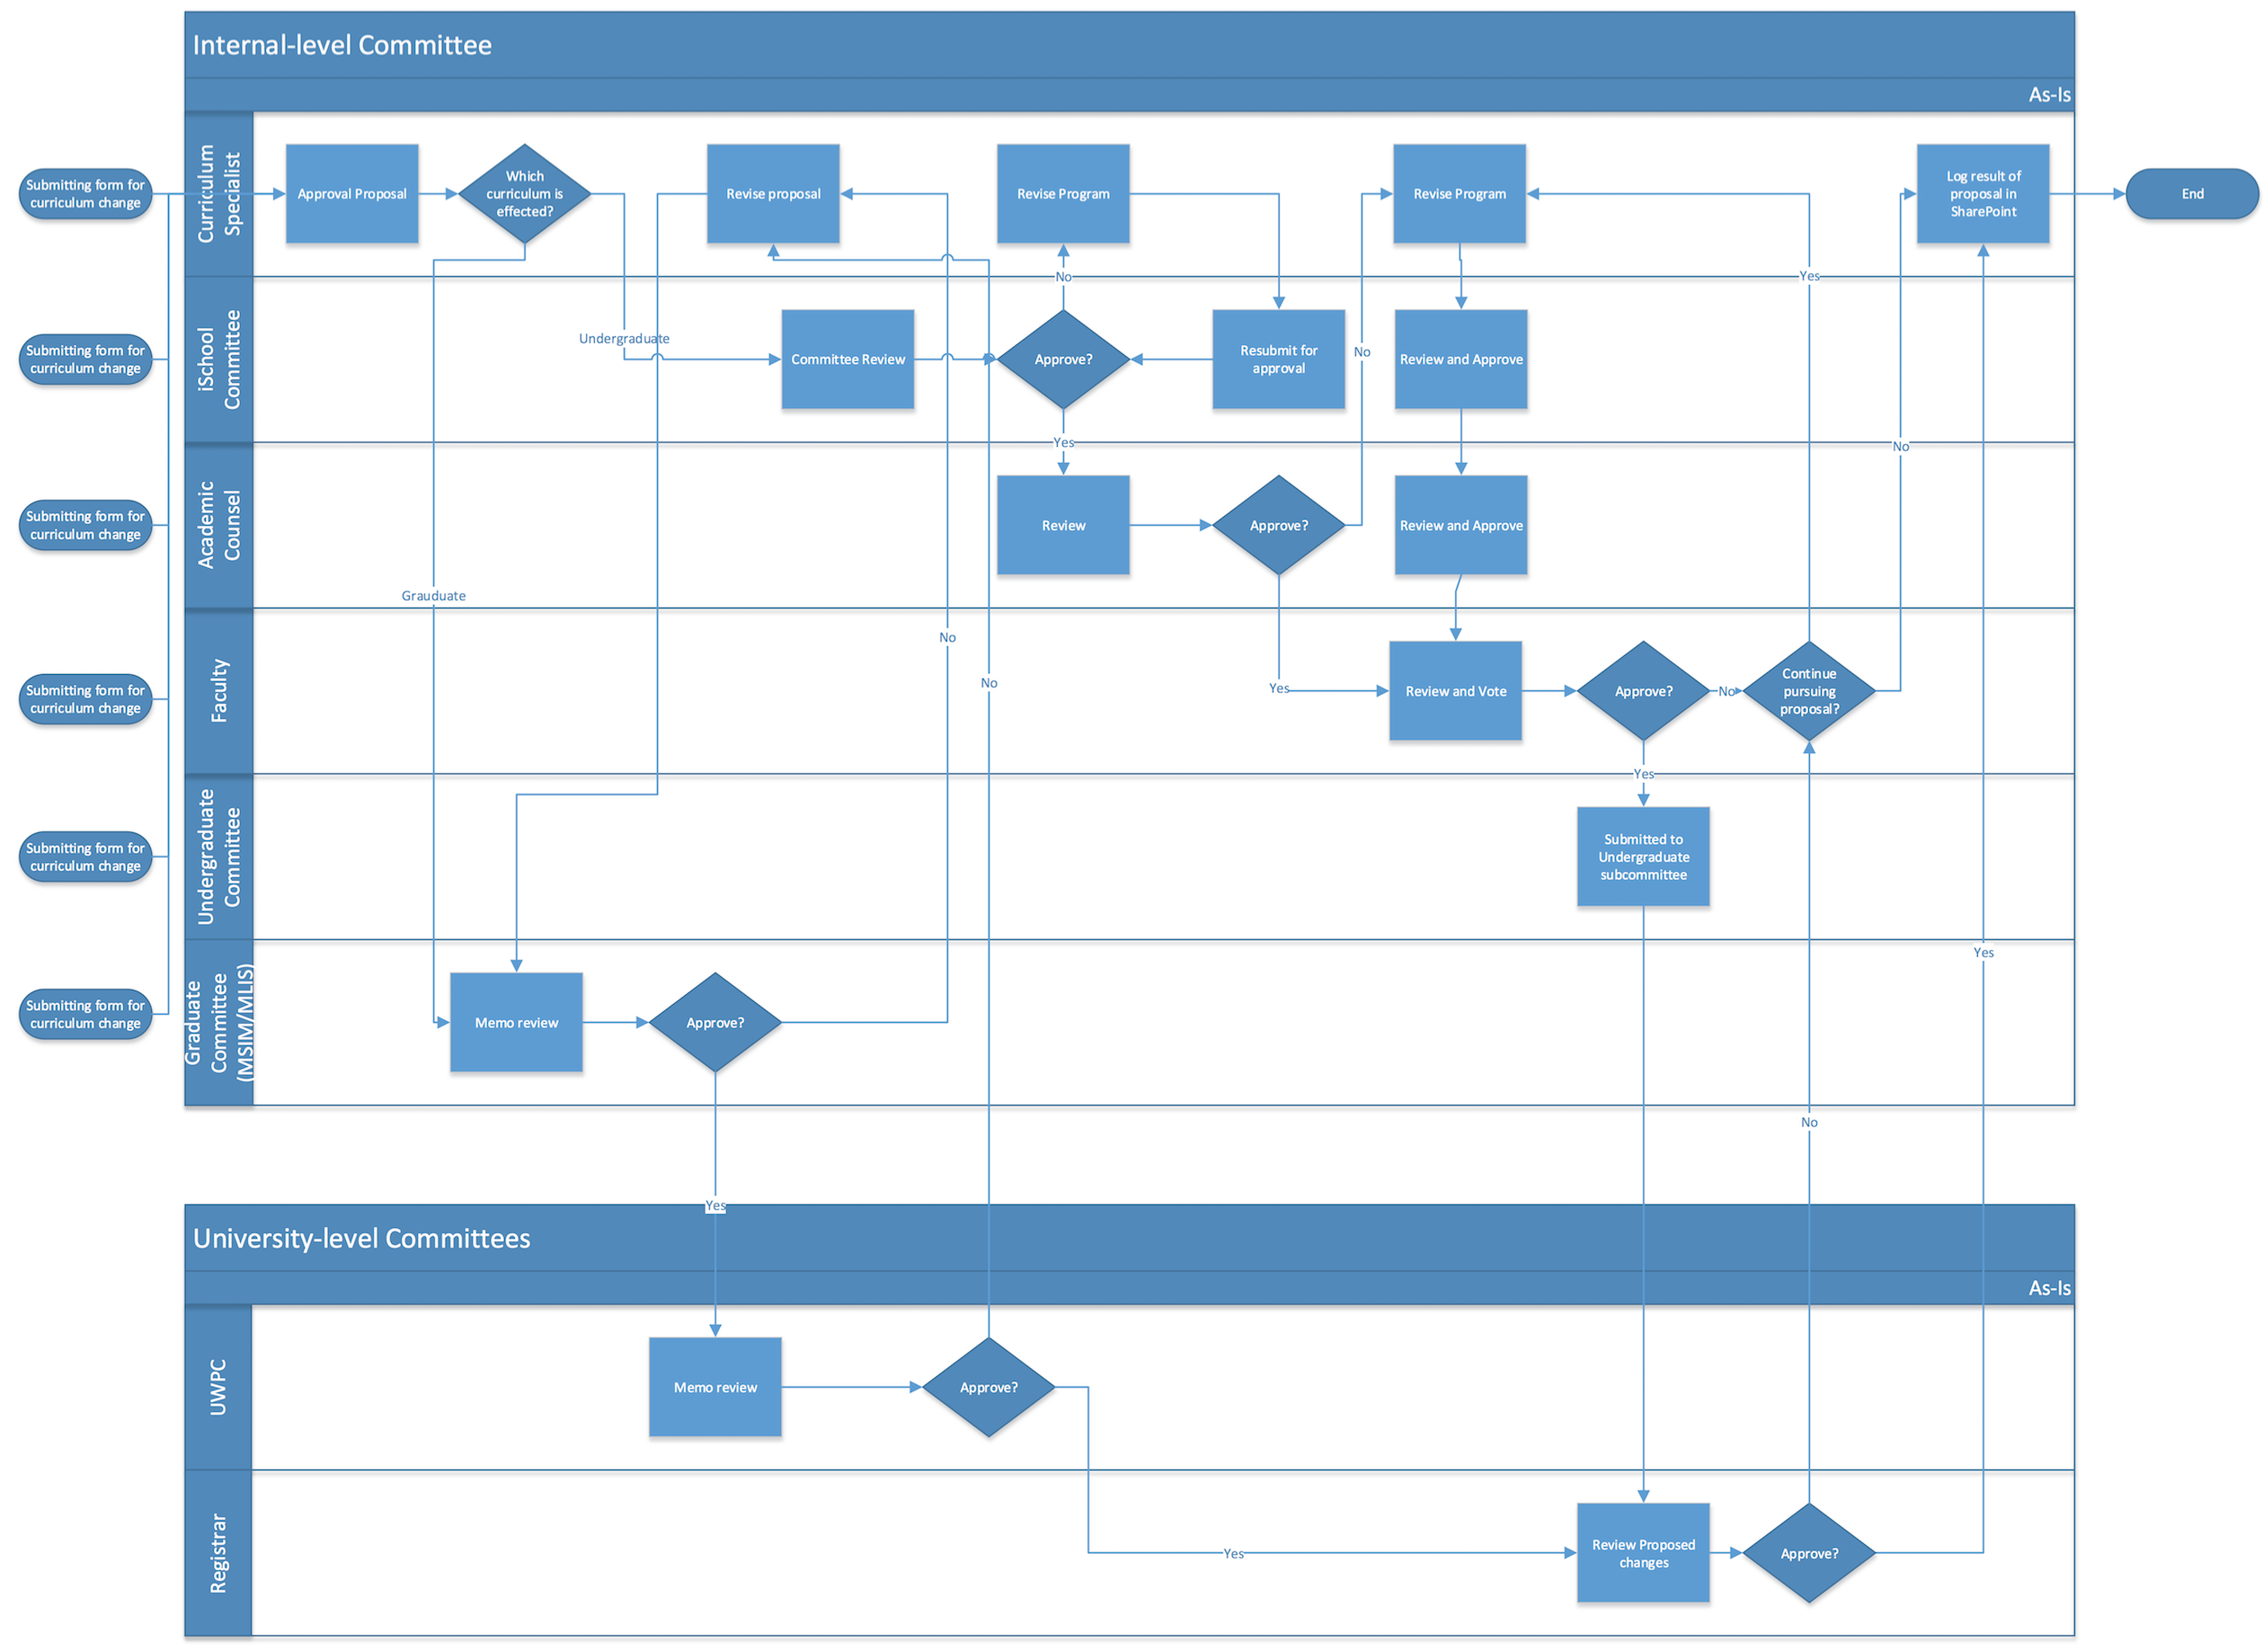 Internal-level Committee
As-Is
Curriculum
Specialist
Submitting form for
curriculum change
Approval Proposal
Which
curriculum is
effected?
Revise proposal
Revise Program
Revise Program
Log result of
proposal in
SharePoint
End
No
Yes
iSchool
Committee
Submitting form for
curriculum change
Undergraduate
Committee Review
Approve?
Resubmit for
approval
No
Review and Approve
Yes
No
Academic
Counsel
Submitting form for
curriculum change
Review
Approve?
Review and Approve
Grauduate
No
Faculty
Submitting form for
curriculum change
No
Yes
Review and Vote
Approve?
No
Continue
pursuing
proposal?
Yes
Undergraduate
Committee
Submitting form for
curriculum change
Submitted to
Undergraduate
subcommittee
Yes
Graduate
Committee
(MSIM/MLIS)
Submitting form for
curriculum change
Memo review
Approve?
No
Yes
University-level Committees
As-Is
UWPC
Memo review
Approve?
Registrar
Yes
Review Proposed
changes
Approve?